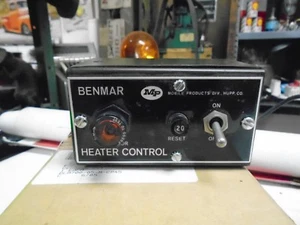 BENMAR
MP
MOBILE PRODUCTS DIV. HUPP. CO
ON
20
RESET
HEATER CONTROL